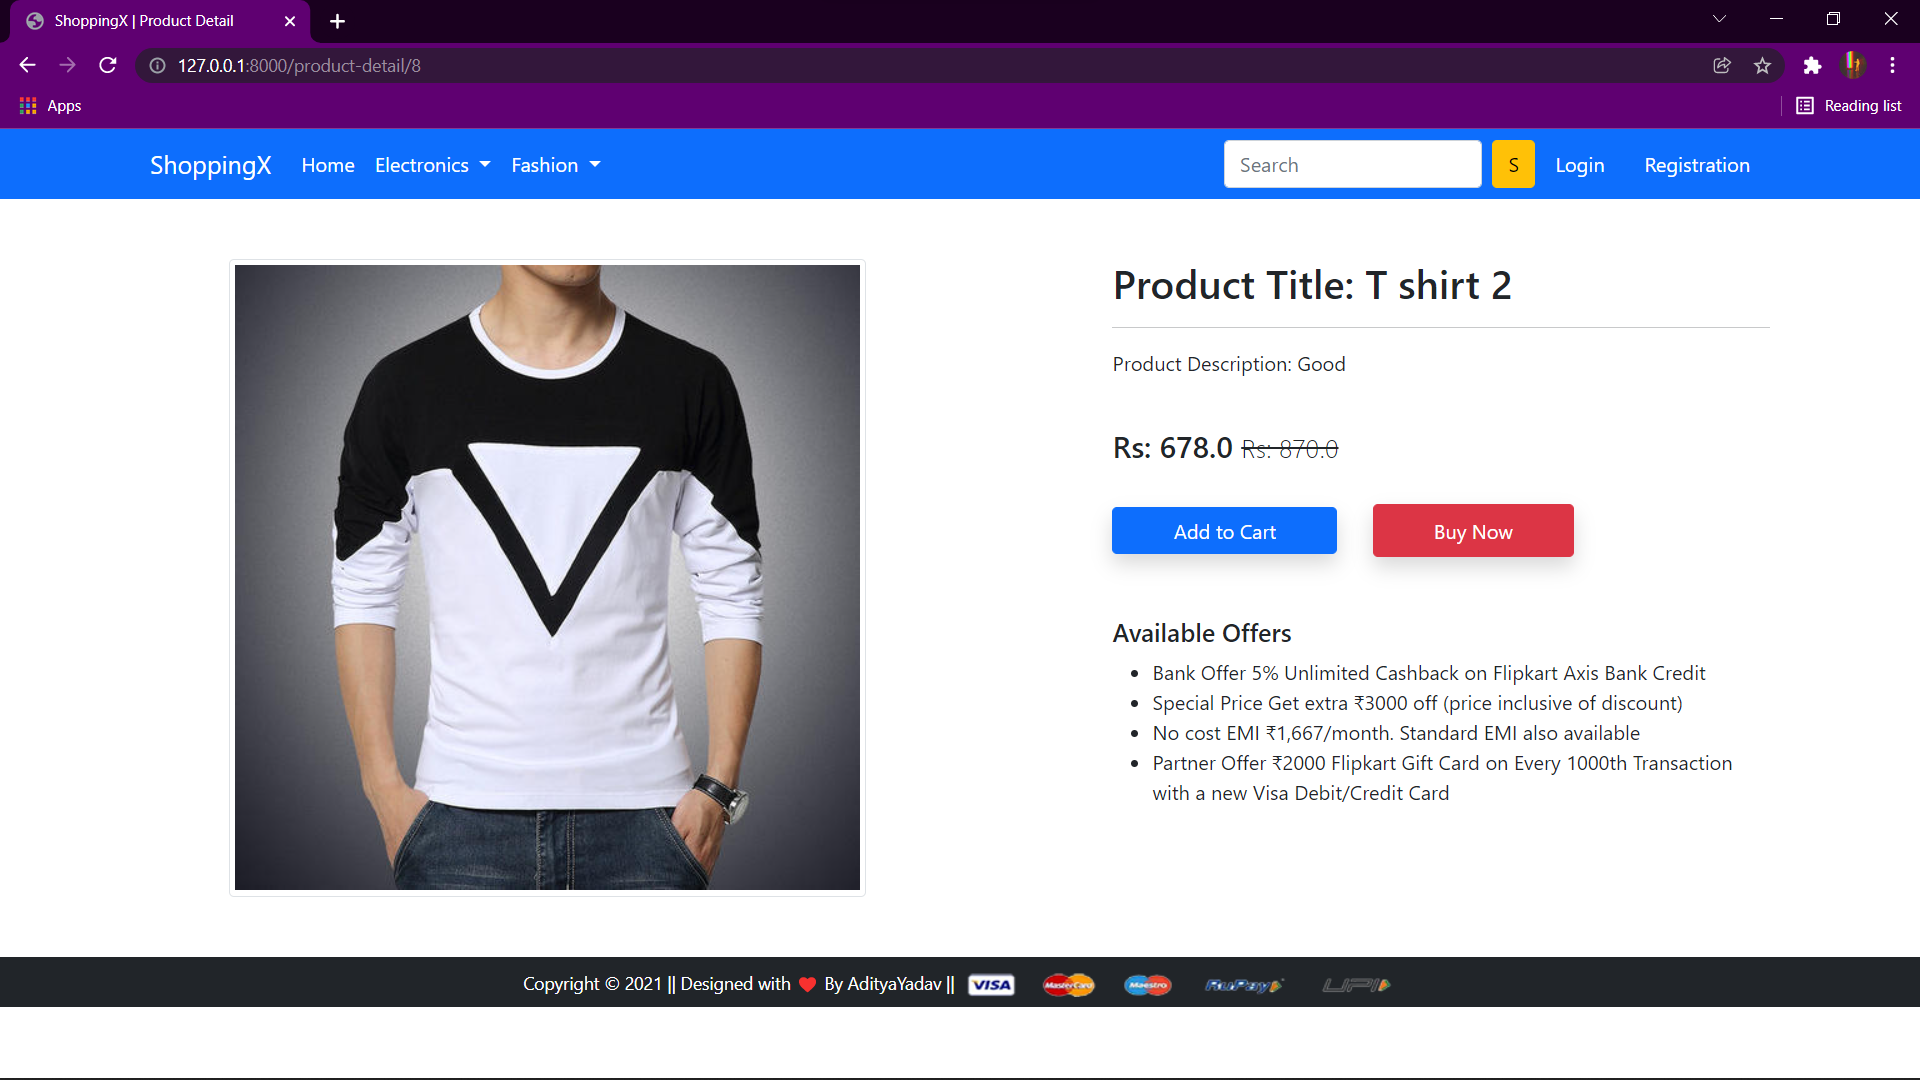 ShoppingX | Product Detail
127.0.0.1:8000/product-detail/8
Apps
Reading list
ShoppingX Home Electronics Fashion Search S Login Registration
Product Title: T shirt 2
Product Description: Good
Rs: 678.0 Rs: 870.0
Add to Cart Buy Now
Available Offers
Bank Offer 5% Unlimited Cashback on Flipkart Axis Bank Credit
Special Price Get extra ₹3000 off (price inclusive of discount)
No cost EMI ₹1,667/month. Standard EMI also available
Partner Offer ₹2000 Flipkart Gift Card on Every 1000th Transaction
with a new Visa Debit/Credit Card
Copyright © 2021 || Designed with ❤ By AdityaYadav || VISA MasterCard Maestro RuPay UPI